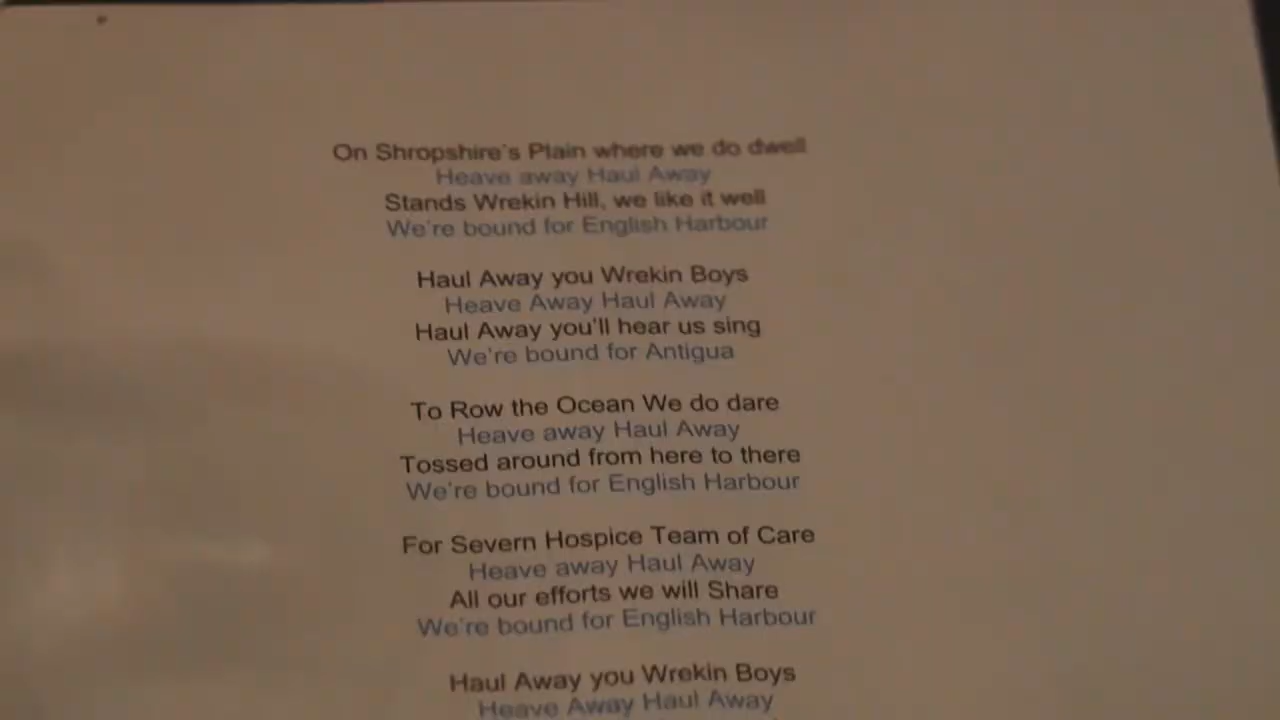 On Shropshire's Plain where we do dwell
Heave away Haul Away
Stands Wrekin Hill, we like it well
We're bound for English Harbour
Haul Away you Wrekin Boys
Heave Away Haul Away
Haul Away you'll hear us sing
We're bound for Antigua
To Row the Ocean We do dare
Heave away Haul Away
Tossed around from here to there
We're bound for English Harbour
For Severn Hospice Team of Care
Heave away Haul Away
All our efforts we will Share
We're bound for English Harbour
Haul Away you Wrekin Boys
Heave Away Haul Away